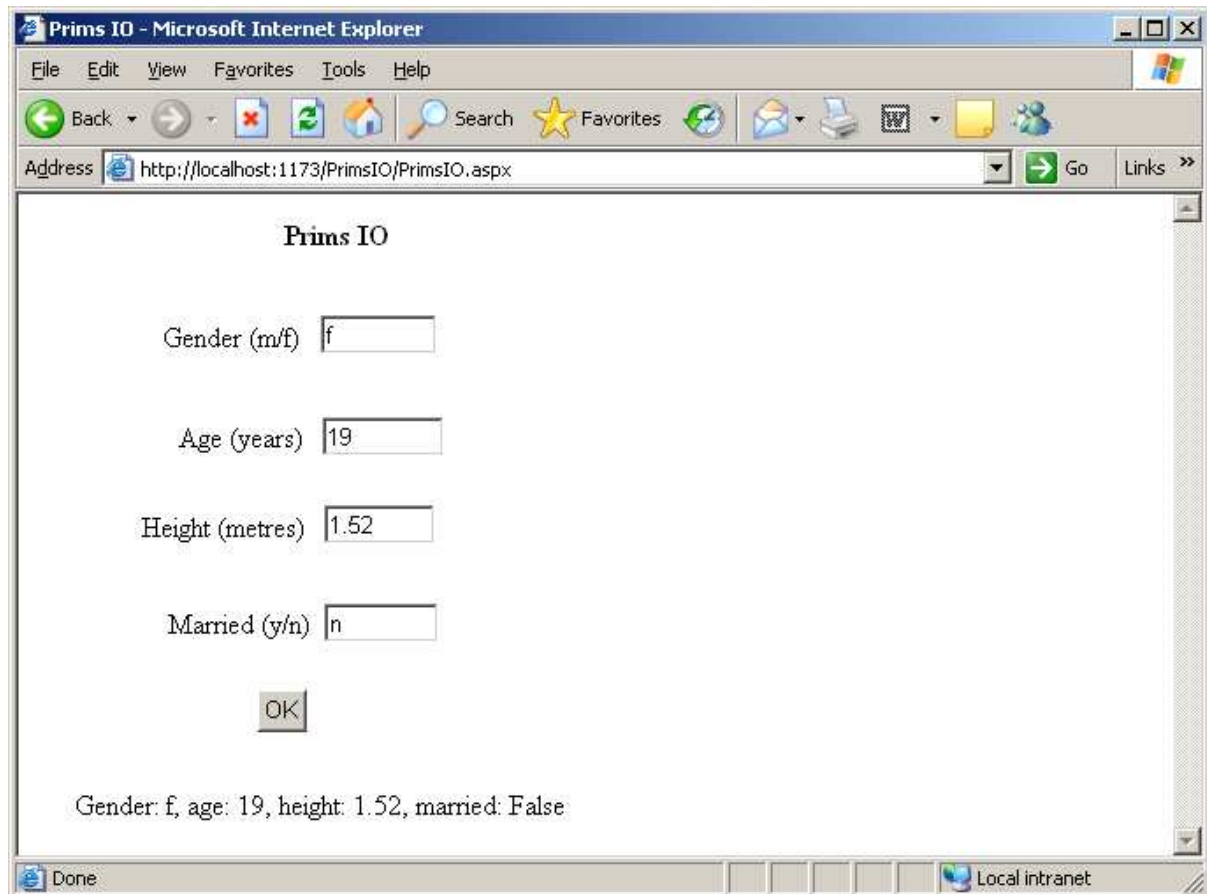 Prims IO - Microsoft Internet Explorer
File Edit View Favorites Tools Help
Back Search Favorites
Address http://localhost:1173/PrimsIO/PrimsIO.aspx Go Links »
Prims IO
Gender (m/f) f
Age (years) 19
Height (metres) 1.52
Married (y/n) n
OK
Gender: f, age: 19, height: 1.52, married: False
Done Local intranet